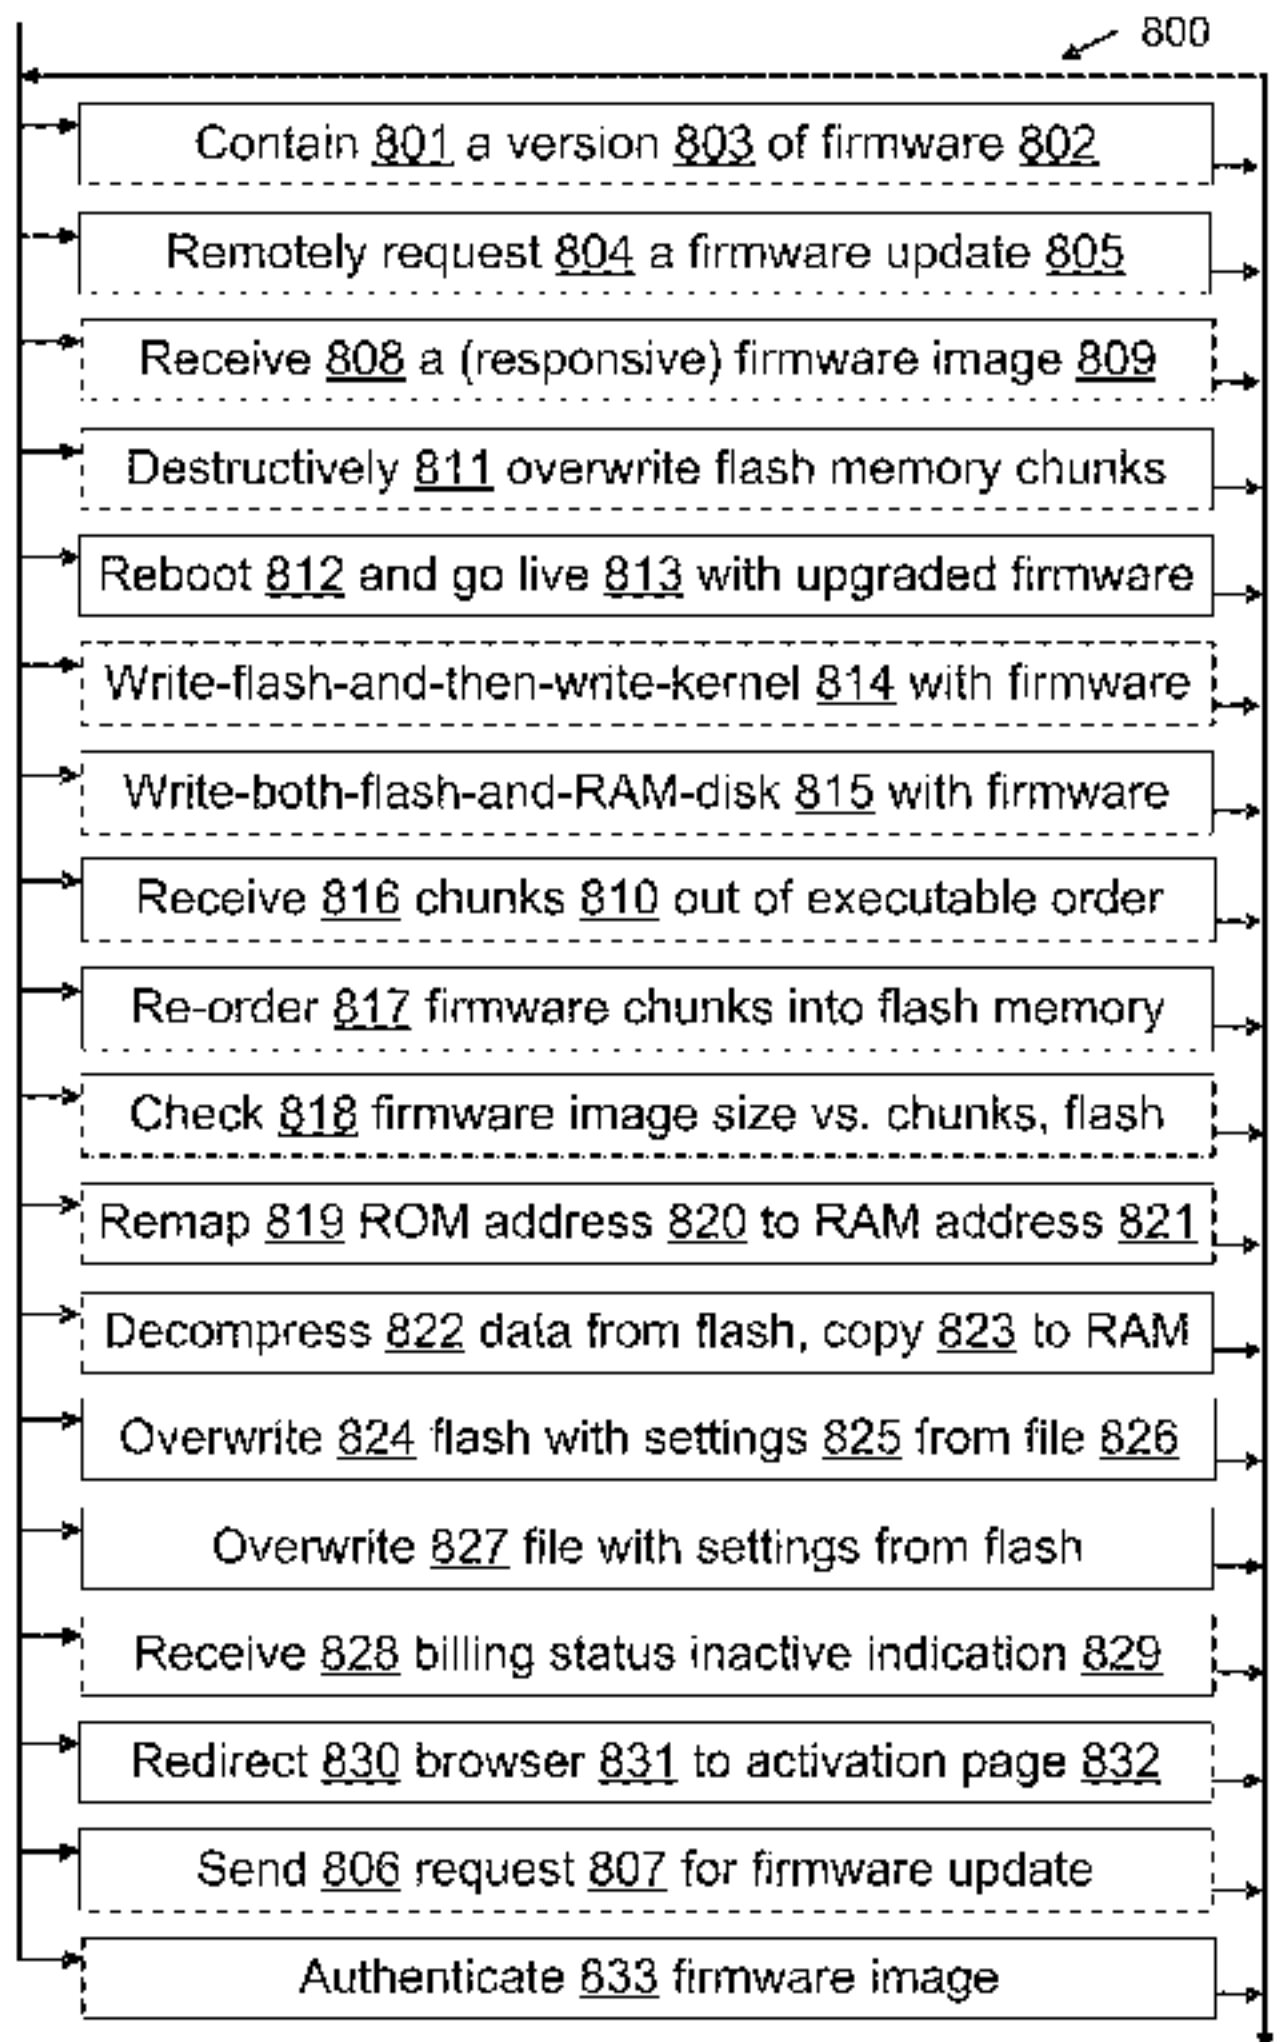 800
Contain 801 a version 803 of firmware 802
Remotely request 804 a firmware update 805
Receive 808 a (responsive) firmware image 809
Destructively 811 overwrite flash memory chunks
Reboot 812 and go live 813 with upgraded firmware
Write-flash-and-then-write-kernel 814 with firmware
Write-both-flash-and-RAM-disk 815 with firmware
Receive 816 chunks 810 out of executable order
Re-order 817 firmware chunks into flash memory
Check 818 firmware image size vs. chunks, flash
Remap 819 ROM address 820 to RAM address 821
Decompress 822 data from flash, copy 823 to RAM
Overwrite 824 flash with settings 825 from file 826
Overwrite 827 file with settings from flash
Receive 828 billing status inactive indication 829
Redirect 830 browser 831 to activation page 832
Send 806 request 807 for firmware update
Authenticate 833 firmware image